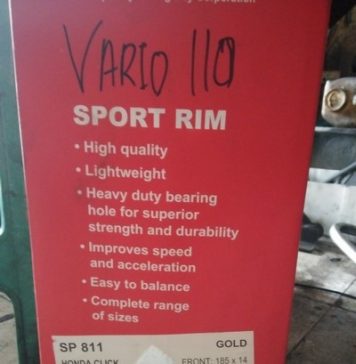 Corporation
VARIO 110
SPORT RIM
• High quality
• Lightweight
• Heavy duty bearing
hole for superior
strength and durability
• Improves speed
and acceleration
• Easy to balance
• Complete range
of sizes
SP 811 GOLD
HONDA CLICK FRONT: 185 x 14